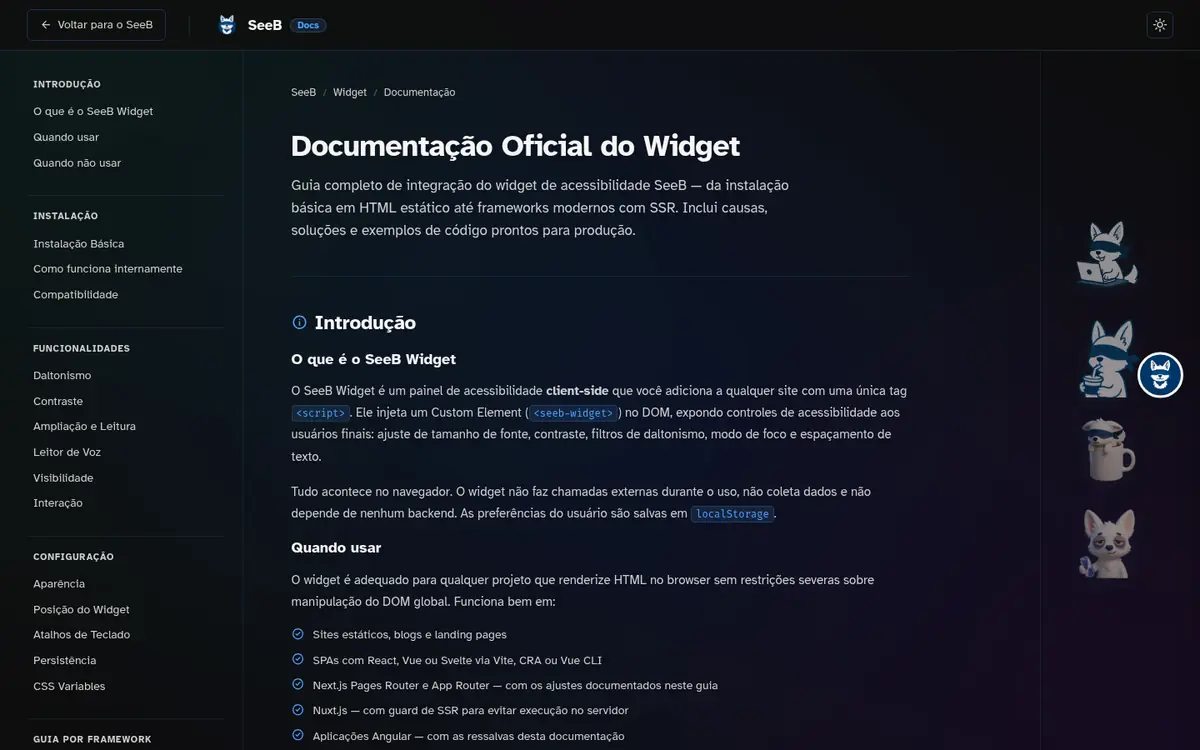 Voltar para o SeeB
SeeB Docs
INTRODUÇÃO
O que é o SeeB Widget
Quando usar
Quando não usar
INSTALAÇÃO
Instalação Básica
Como funciona internamente
Compatibilidade
FUNCIONALIDADES
Daltonismo
Contraste
Ampliação e Leitura
Leitor de Voz
Visibilidade
Interação
CONFIGURAÇÃO
Aparência
Posição do Widget
Atalhos de Teclado
Persistência
CSS Variables
GUIA POR FRAMEWORK
SeeB / Widget / Documentação
Documentação Oficial do Widget
Guia completo de integração do widget de acessibilidade SeeB — da instalação
básica em HTML estático até frameworks modernos com SSR. Inclui causas,
soluções e exemplos de código prontos para produção.
Introdução
O que é o SeeB Widget
O SeeB Widget é um painel de acessibilidade client-side que você adiciona a qualquer site com uma única tag
<script>. Ele injeta um Custom Element (<seeb-widget>) no DOM, expondo controles de acessibilidade aos
usuários finais: ajuste de tamanho de fonte, contraste, filtros de daltonismo, modo de foco e espaçamento de
texto.
Tudo acontece no navegador. O widget não faz chamadas externas durante o uso, não coleta dados e não
depende de nenhum backend. As preferências do usuário são salvas em localStorage.
Quando usar
O widget é adequado para qualquer projeto que renderize HTML no browser sem restrições severas sobre
manipulação do DOM global. Funciona bem em:
Sites estáticos, blogs e landing pages
SPAs com React, Vue ou Svelte via Vite, CRA ou Vue CLI
Next.js Pages Router e App Router — com os ajustes documentados neste guia
Nuxt.js — com guard de SSR para evitar execução no servidor
Aplicações Angular — com as ressalvas desta documentação